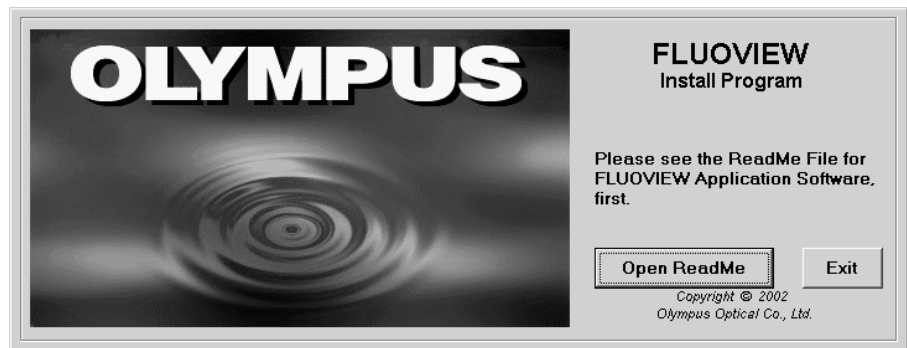 OLYMPUS
FLUOVIEW
Install Program
Please see the ReadMe File for
FLUOVIEW Application Software,
first.
Open ReadMe
Exit
Copyright © 2002
Olympus Optical Co., Ltd.